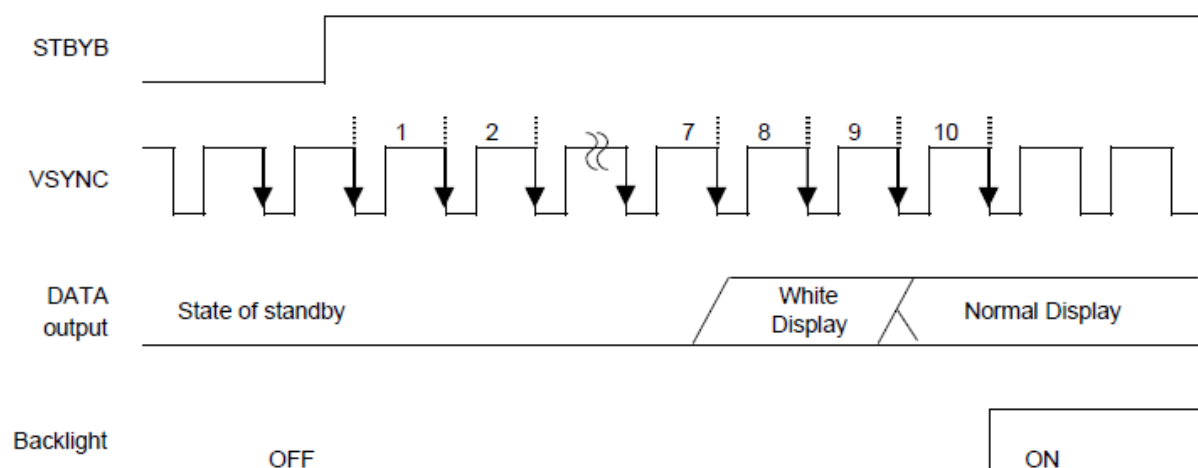 STBYB
1 2 7 8 9 10
VSYNC
DATA
output
State of standby
White
Display
Normal Display
Backlight
OFF
ON